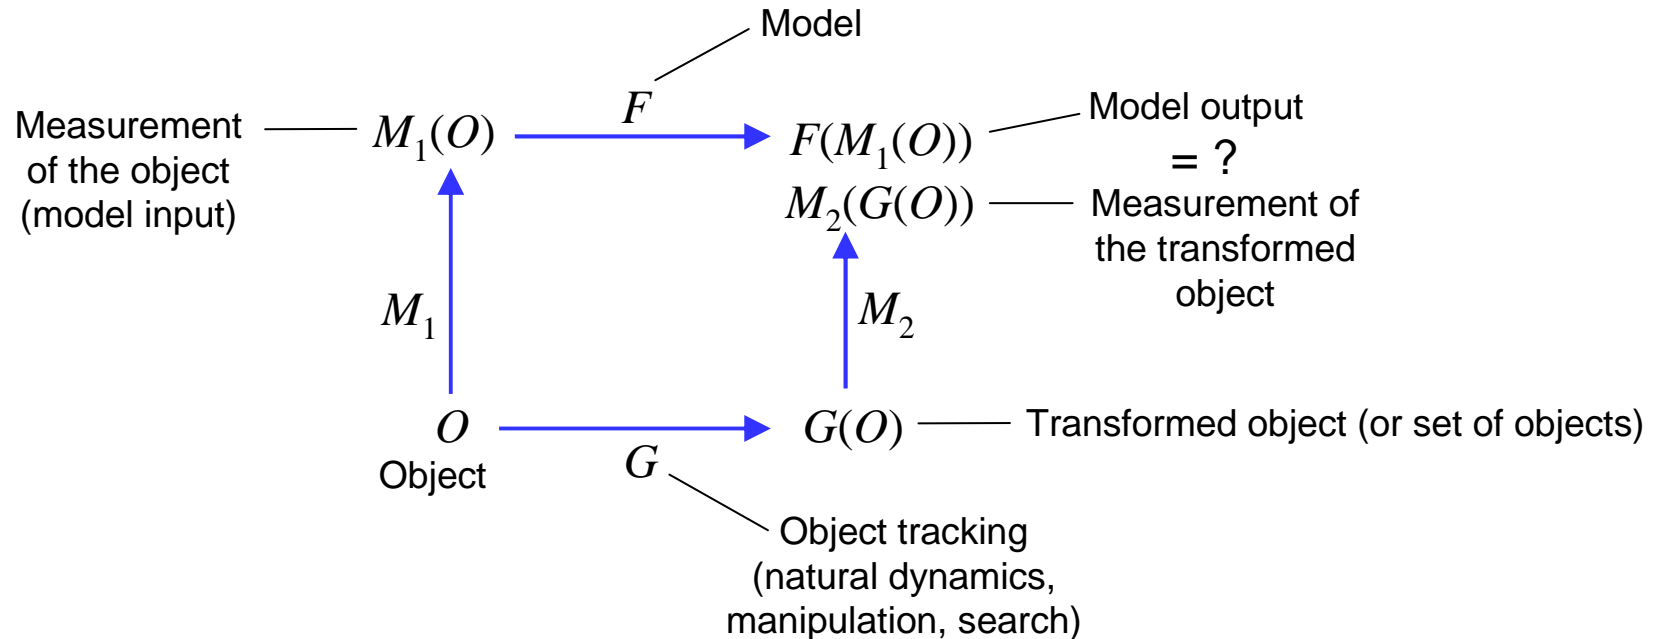 Model
F
Measurement
of the object
(model input)
M₁(O)
F(M₁(O))
Model output
= ?
M₂(G(O))
Measurement of
the transformed
object
M₁
M₂
O
Object
G
G(O)
Transformed object (or set of objects)
Object tracking
(natural dynamics,
manipulation, search)